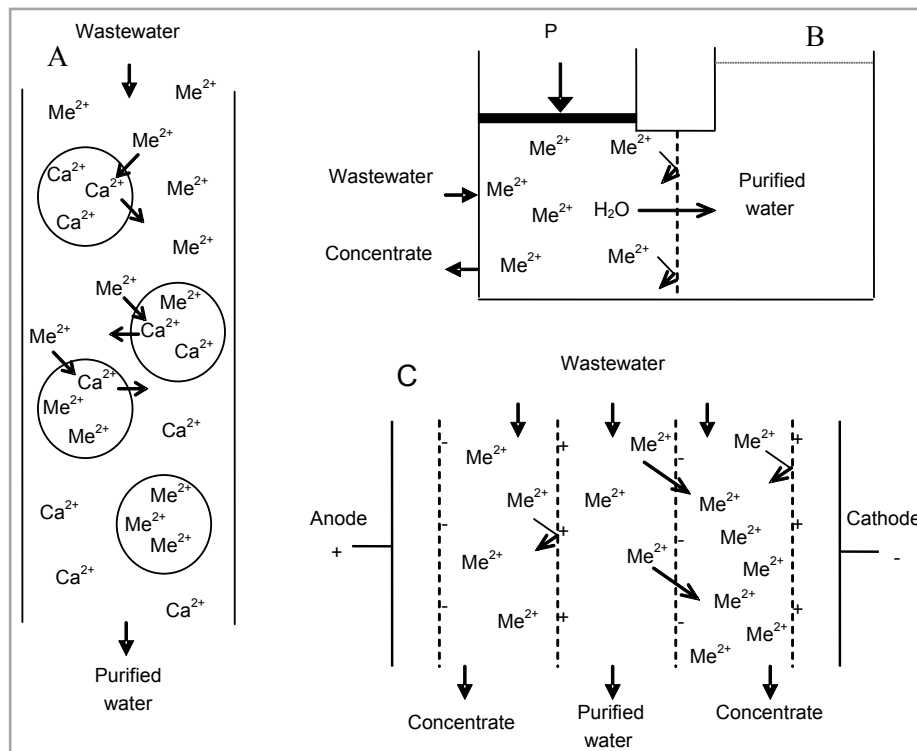 A
Wastewater
Me2+
Me2+
Me2+
Ca2+
Ca2+
Ca2+
Me2+
Me2+
Me2+
Me2+
Ca2+
Ca2+
Me2+
Ca2+
Me2+
Me2+
Ca2+
Me2+
Me2+
Me2+
Ca2+
Ca2+
Ca2+
Purified
water
B
P
Me2+
Me2+
Wastewater
Me2+
Purified
water
Me2+
H2O
Concentrate
Me2+
Me2+
C
Wastewater
- + - +
Me2+
Me2+
Me2+
Me2+
Me2+
Me2+
Anode
+
Cathode
-
- + - +
Me2+
Me2+
Me2+
Me2+
Me2+
- + - +
Me2+
Me2+
Me2+
Concentrate
Purified
water
Concentrate